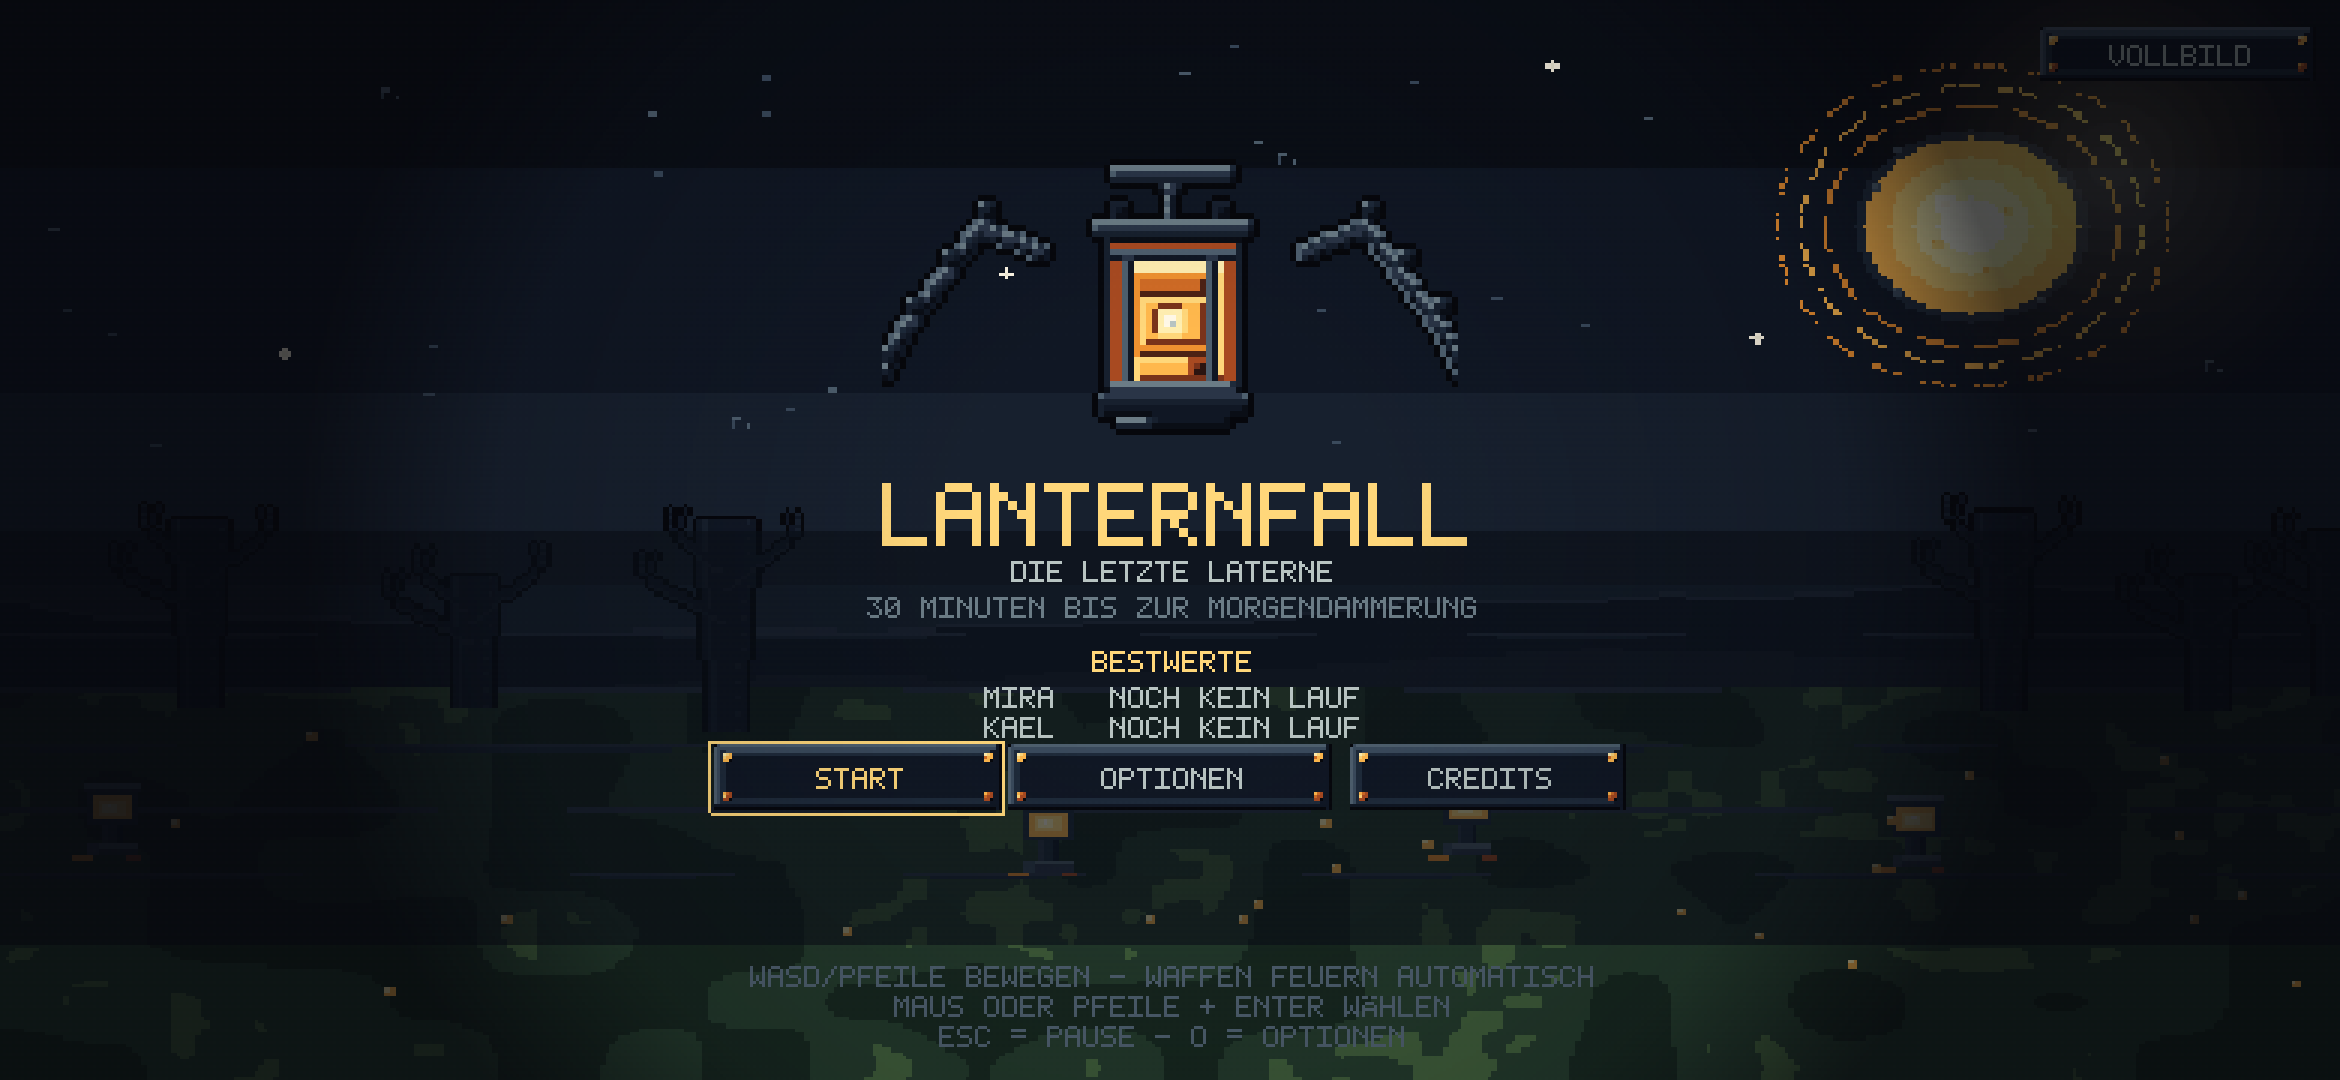 VOLLBILD
LANTERNFALL
DIE LETZTE LATERNE
30 MINUTEN BIS ZUR MORGENDAMMERUNG
BESTWERTE
MIRA NOCH KEIN LAUF
KAEL NOCH KEIN LAUF
START OPTIONEN CREDITS
WASD/PFEILE BEWEGEN – WAFFEN FEUERN AUTOMATISCH
MAUS ODER PFEILE + ENTER WäHLEN
ESC = PAUSE – O = OPTIONEN